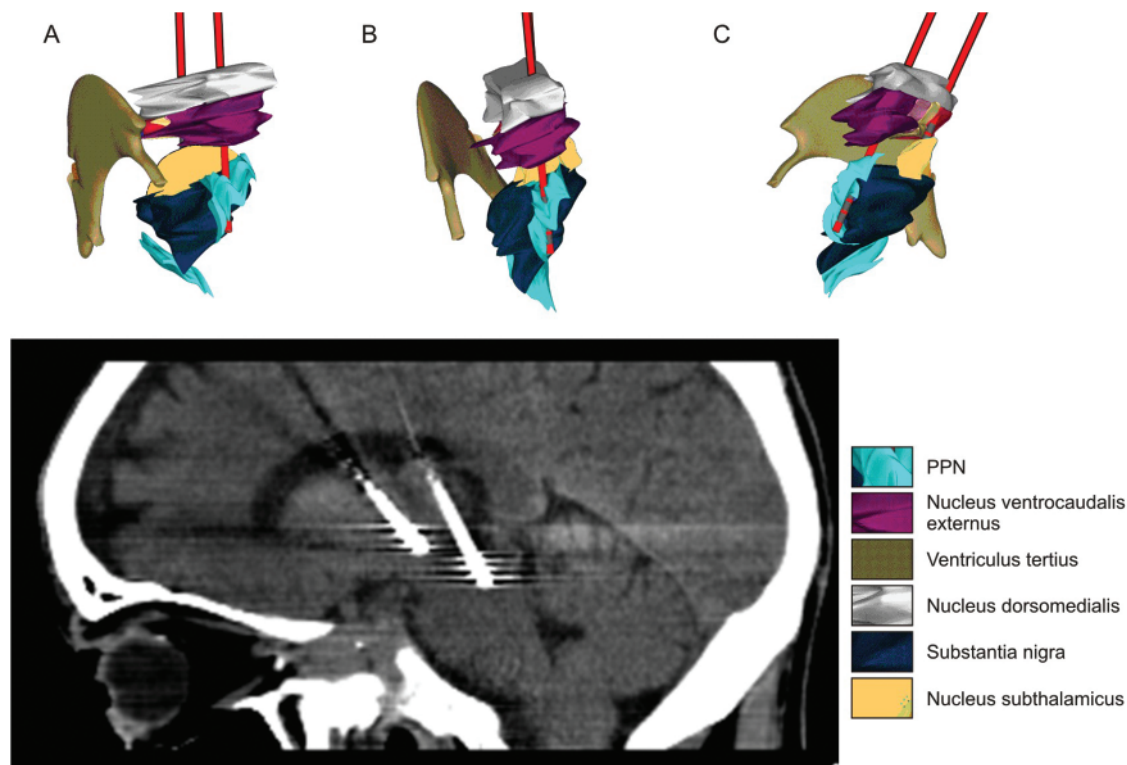 A
B
C
PPN
Nucleus ventrocaudalis
externus
Ventriculus tertius
Nucleus dorsomedialis
Substantia nigra
Nucleus subthalamicus